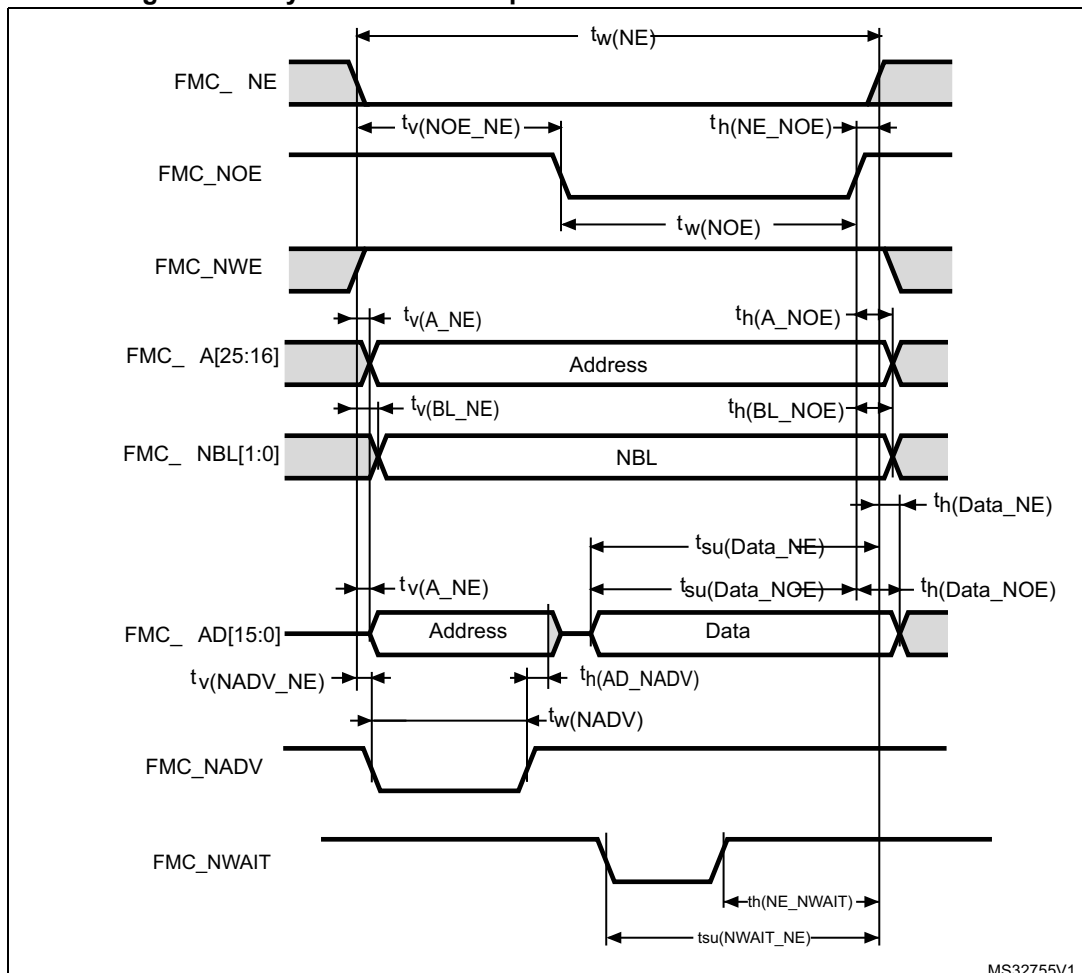 tw(NE)
FMC_ NE
tv(NOE_NE)
th(NE_NOE)
FMC_NOE
tw(NOE)
FMC_NWE
tv(A_NE)
th(A_NOE)
FMC_ A[25:16]
Address
tv(BL_NE)
th(BL_NOE)
FMC_ NBL[1:0]
NBL
th(Data_NE)
tsu(Data_NE)
tv(A_NE)
tsu(Data_NOE)
th(Data_NOE)
FMC_ AD[15:0]
Address
Data
tv(NADV_NE)
th(AD_NADV)
tw(NADV)
FMC_NADV
FMC_NWAIT
th(NE_NWAIT)
tsu(NWAIT_NE)
MS32755V1